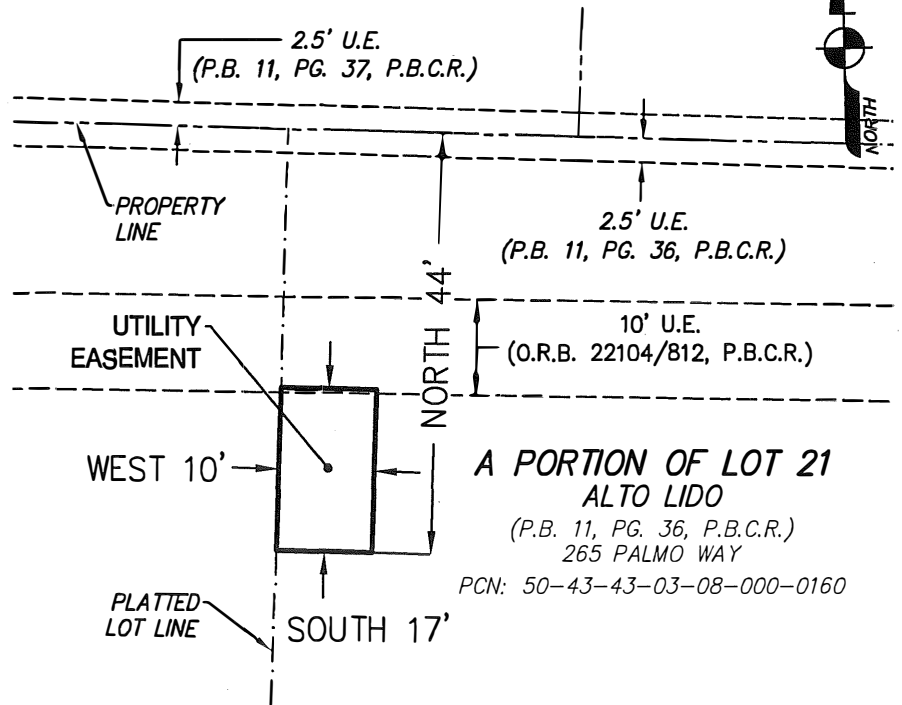 2.5' U.E.
(P.B. 11, PG. 37, P.B.C.R.)
NORTH
PROPERTY
LINE
2.5' U.E.
(P.B. 11, PG. 36, P.B.C.R.)
NORTH 44'
UTILITY
EASEMENT
10' U.E.
(O.R.B. 22104/812, P.B.C.R.)
WEST 10'
A PORTION OF LOT 21
ALTO LIDO
(P.B. 11, PG. 36, P.B.C.R.)
265 PALMO WAY
PCN: 50-43-43-03-08-000-0160
PLATTED
LOT LINE
SOUTH 17'